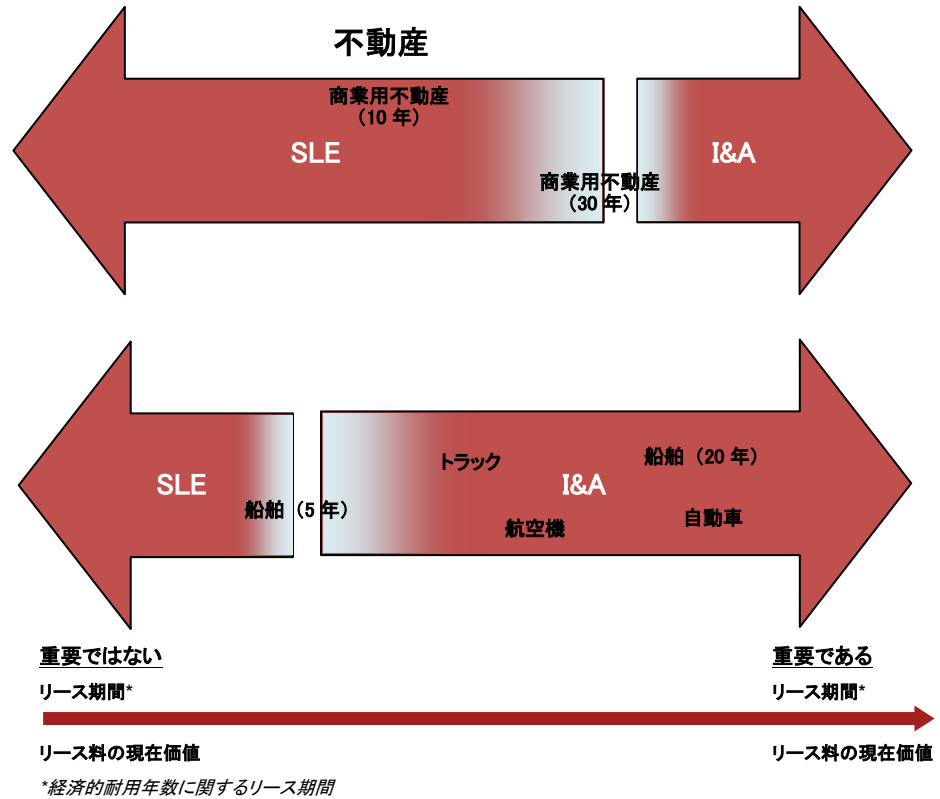 不動産
商業用不動産
（10 年）
SLE
I&A
商業用不動産
（30 年）
トラック
船舶（20 年）
SLE
I&A
船舶（5 年）
航空機
自動車
重要ではない
重要である
リース期間*
リース期間*
リース料の現在価値
リース料の現在価値
*経済的耐用年数に関するリース期間